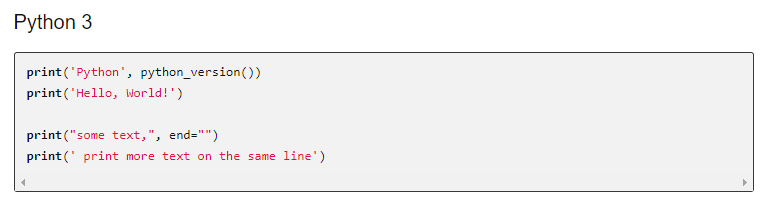 Python 3
print('Python', python_version())
print('Hello, World!')
print("some text,", end="")
print(' print more text on the same line')